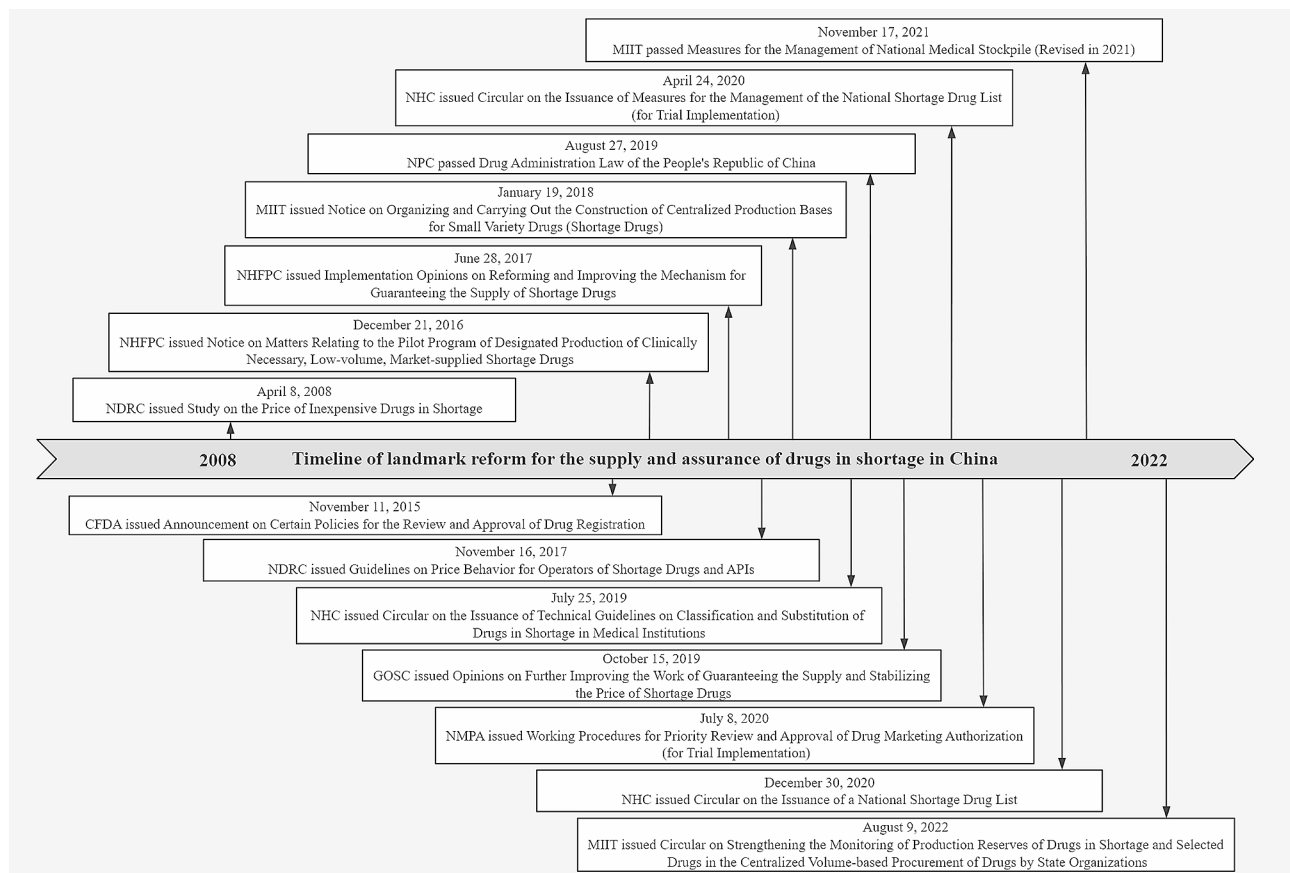 November 17, 2021
MIIT passed Measures for the Management of National Medical Stockpile (Revised in 2021)
April 24, 2020
NHC issued Circular on the Issuance of Measures for the Management of the National Shortage Drug List
(for Trial Implementation)
August 27, 2019
NPC passed Drug Administration Law of the People's Republic of China
January 19, 2018
MIIT issued Notice on Organizing and Carrying Out the Construction of Centralized Production Bases
for Small Variety Drugs (Shortage Drugs)
June 28, 2017
NHFPC issued Implementation Opinions on Reforming and Improving the Mechanism for
Guaranteeing the Supply of Shortage Drugs
December 21, 2016
NHFPC issued Notice on Matters Relating to the Pilot Program of Designated Production of Clinically
Necessary, Low-volume, Market-supplied Shortage Drugs
April 8, 2008
NDRC issued Study on the Price of Inexpensive Drugs in Shortage
2008 Timeline of landmark reform for the supply and assurance of drugs in shortage in China 2022
November 11, 2015
CFDA issued Announcement on Certain Policies for the Review and Approval of Drug Registration
November 16, 2017
NDRC issued Guidelines on Price Behavior for Operators of Shortage Drugs and APIs
July 25, 2019
NHC issued Circular on the Issuance of Technical Guidelines on Classification and Substitution of
Drugs in Shortage in Medical Institutions
October 15, 2019
GOSC issued Opinions on Further Improving the Work of Guaranteeing the Supply and Stabilizing
the Price of Shortage Drugs
July 8, 2020
NMPA issued Working Procedures for Priority Review and Approval of Drug Marketing Authorization
(for Trial Implementation)
December 30, 2020
NHC issued Circular on the Issuance of a National Shortage Drug List
August 9, 2022
MIIT issued Circular on Strengthening the Monitoring of Production Reserves of Drugs in Shortage and Selected
Drugs in the Centralized Volume-based Procurement of Drugs by State Organizations